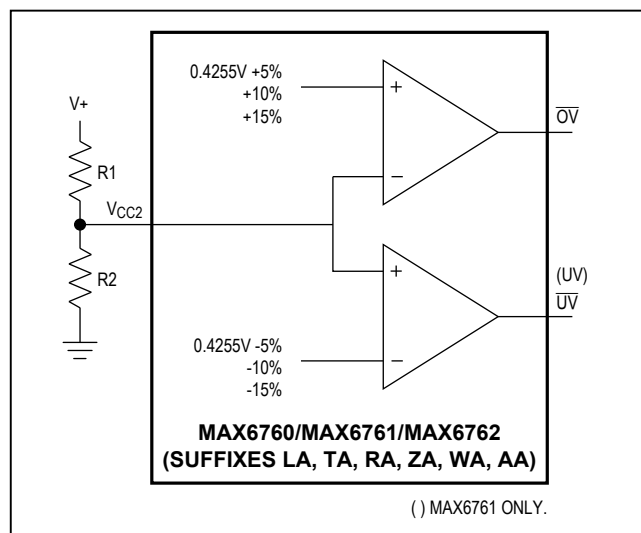 0.4255V +5%
+10%
+15%
V+
+
OV
R1
−
VCC2
+
(UV)
R2
UV
0.4255V -5%
−
-10%
-15%
MAX6760/MAX6761/MAX6762
(SUFFIXES LA, TA, RA, ZA, WA, AA)
( ) MAX6761 ONLY.